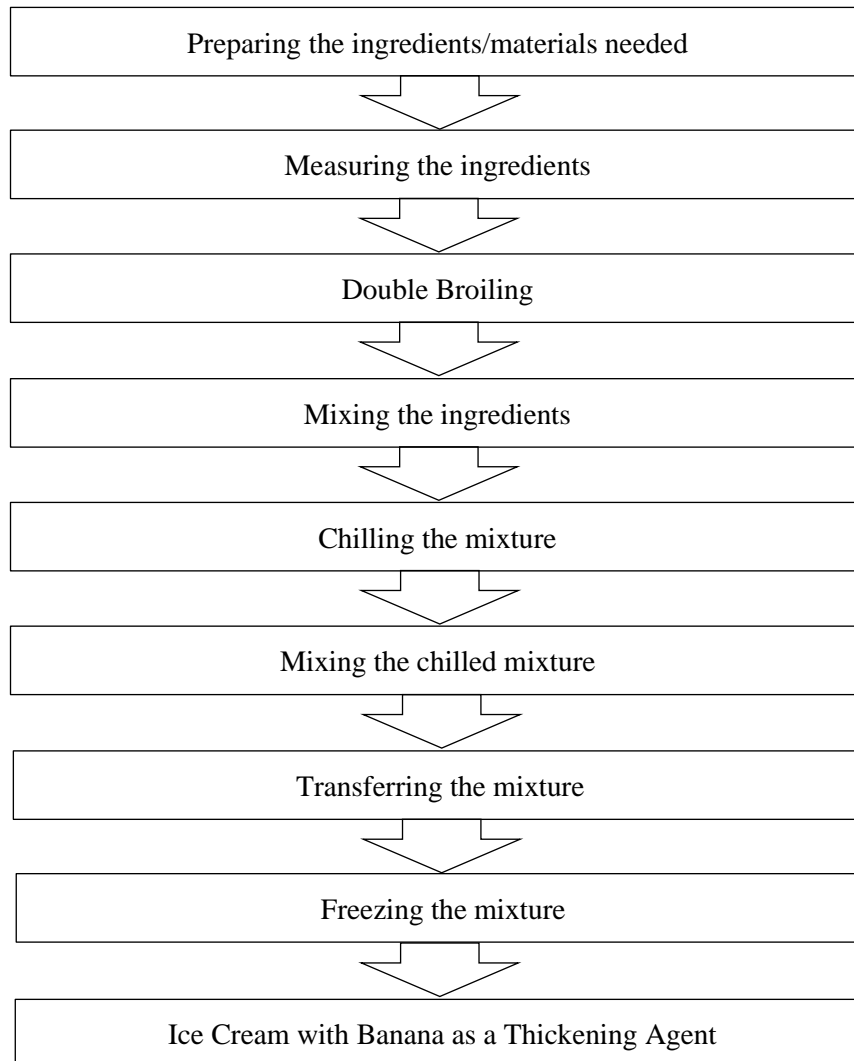 Preparing the ingredients/materials needed
Measuring the ingredients
Double Broiling
Mixing the ingredients
Chilling the mixture
Mixing the chilled mixture
Transferring the mixture
Freezing the mixture
Ice Cream with Banana as a Thickening Agent